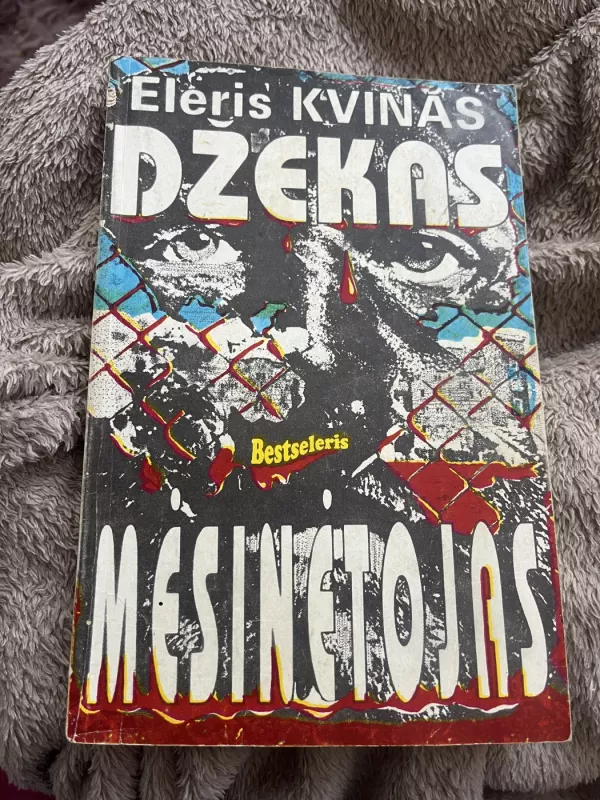 Eleris KVINAS
DŽEKAS
Bestseleris
MĖSINĖTOJAS